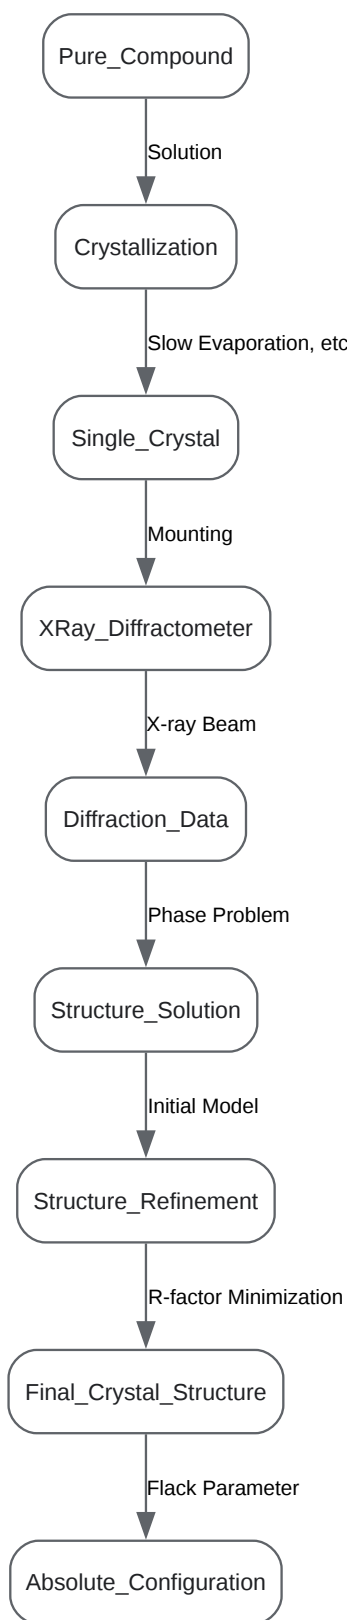 Pure_Compound
Solution
Crystallization
Slow Evaporation, etc
Single_Crystal
Mounting
XRay_Diffractometer
X-ray Beam
Diffraction_Data
Phase Problem
Structure_Solution
Initial Model
Structure_Refinement
R-factor Minimization
Final_Crystal_Structure
Flack Parameter
Absolute_Configuration